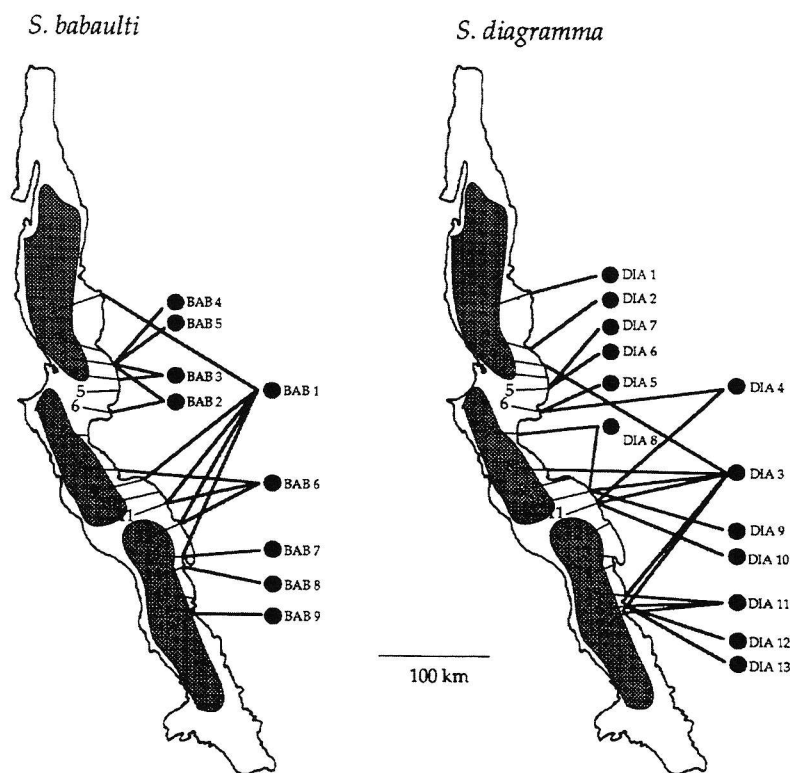 S. babaulti
S. diagramma
BAB 4
BAB 5
BAB 3
BAB 2
BAB 1
BAB 6
BAB 7
BAB 8
BAB 9
5
6
DIA 1
DIA 2
DIA 7
DIA 6
DIA 5
DIA 4
DIA 8
DIA 3
DIA 9
DIA 10
DIA 11
DIA 12
DIA 13
5
6
100 km